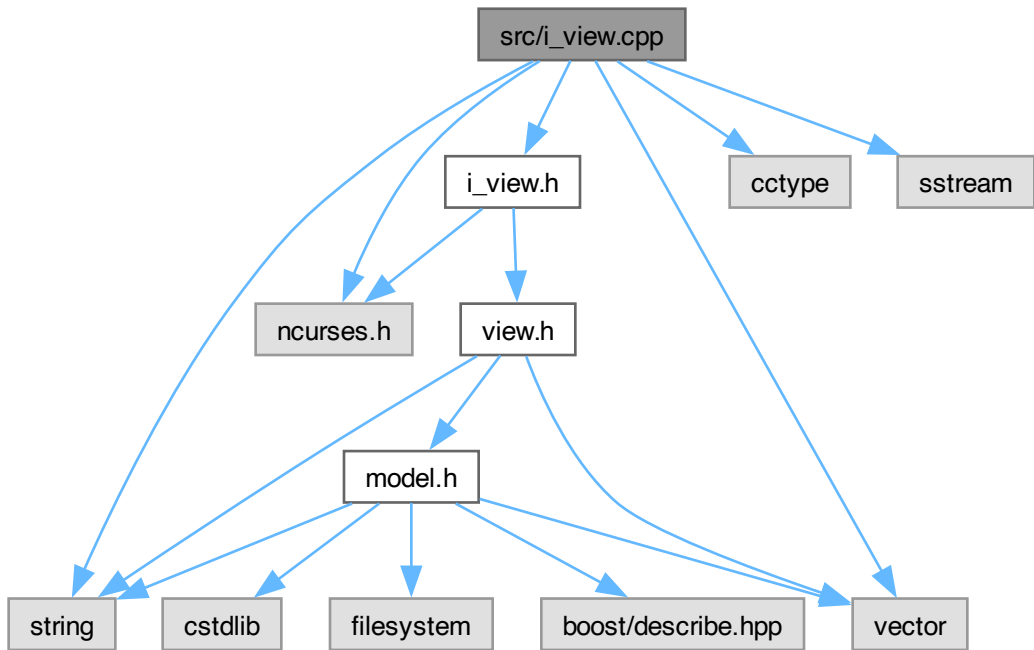 src/i_view.cpp
i_view.h
cctype
sstream
ncurses.h
view.h
model.h
string
cstdlib
filesystem
boost/describe.hpp
vector